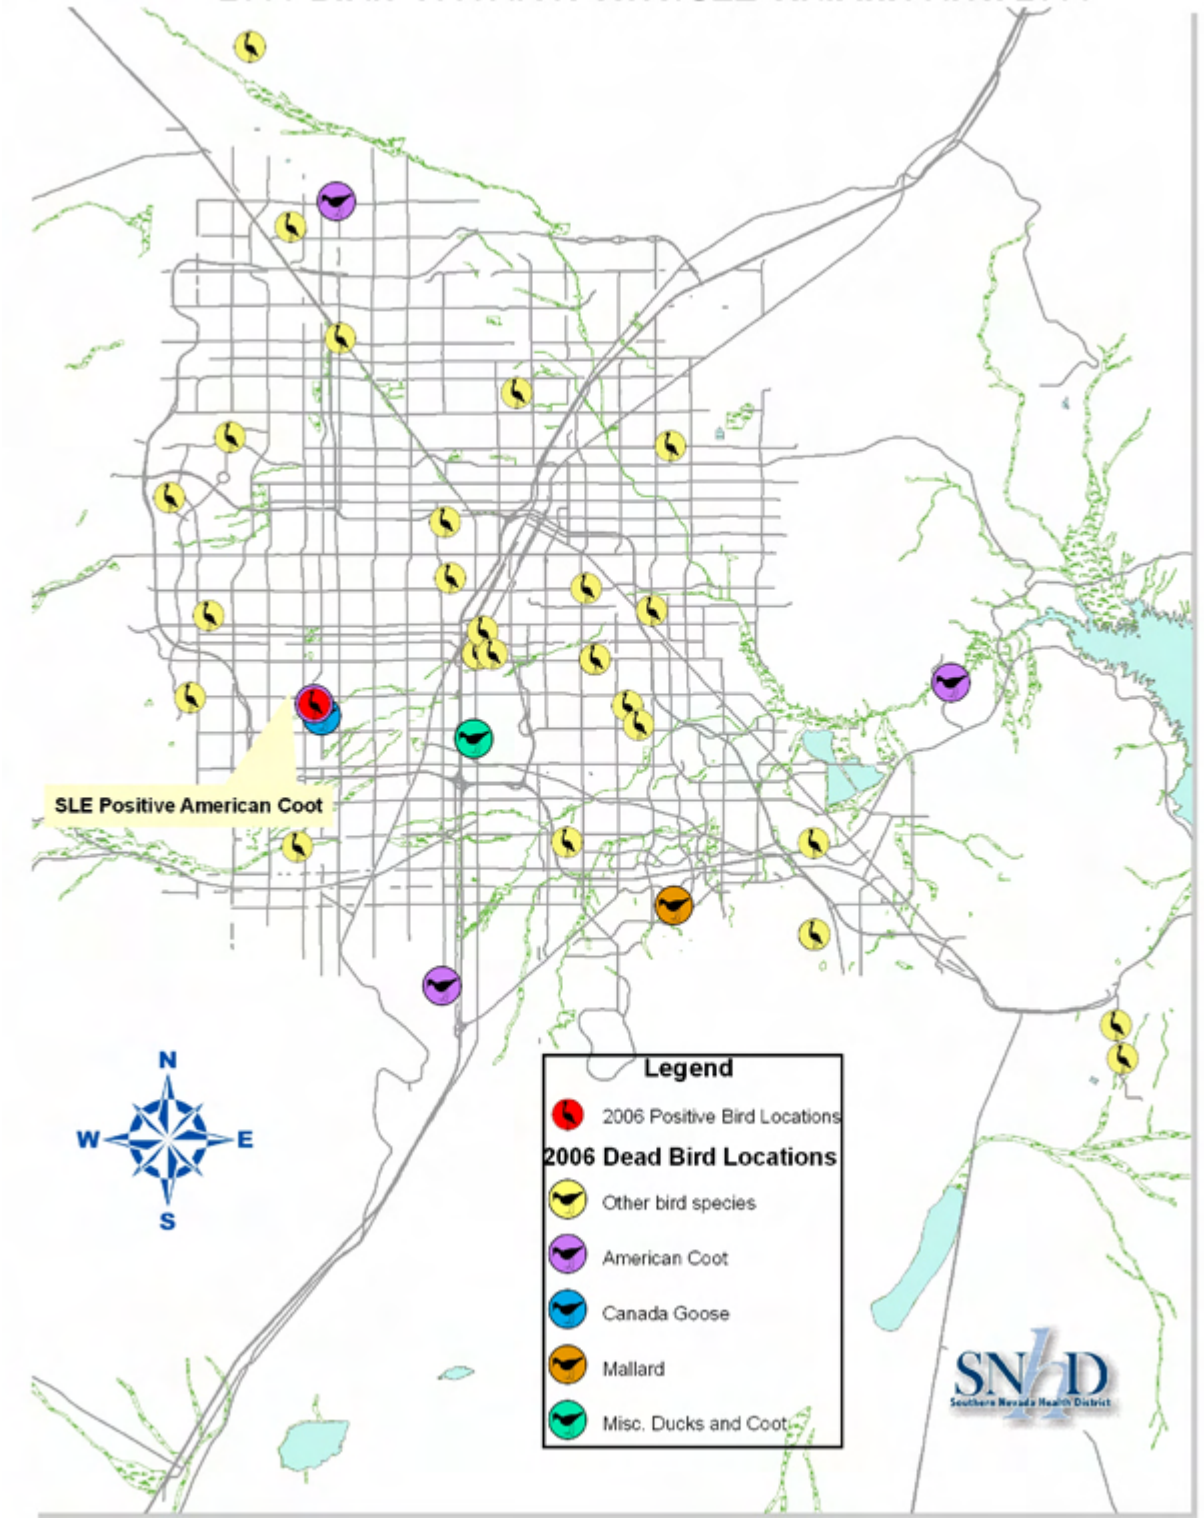 SLE Positive American Coot
N
W
E
S
Legend
2006 Positive Bird Locations
2006 Dead Bird Locations
Other bird species
American Coot
Canada Goose
Mallard
Misc. Ducks and Coot
SNhD
Southern Nevada Health District